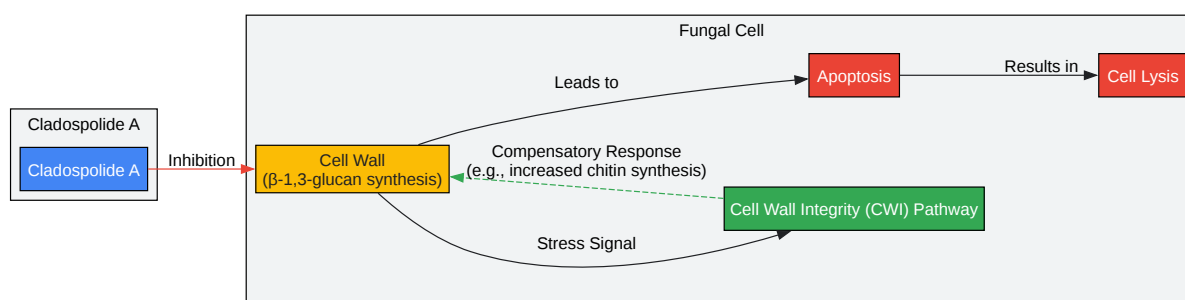 Fungal Cell
Cladospolide A
Cladospolide A
Inhibition
Cell Wall
(β-1,3-glucan synthesis)
Leads to
Apoptosis
Results in
Cell Lysis
Compensatory Response
(e.g., increased chitin synthesis)
Cell Wall Integrity (CWI) Pathway
Stress Signal